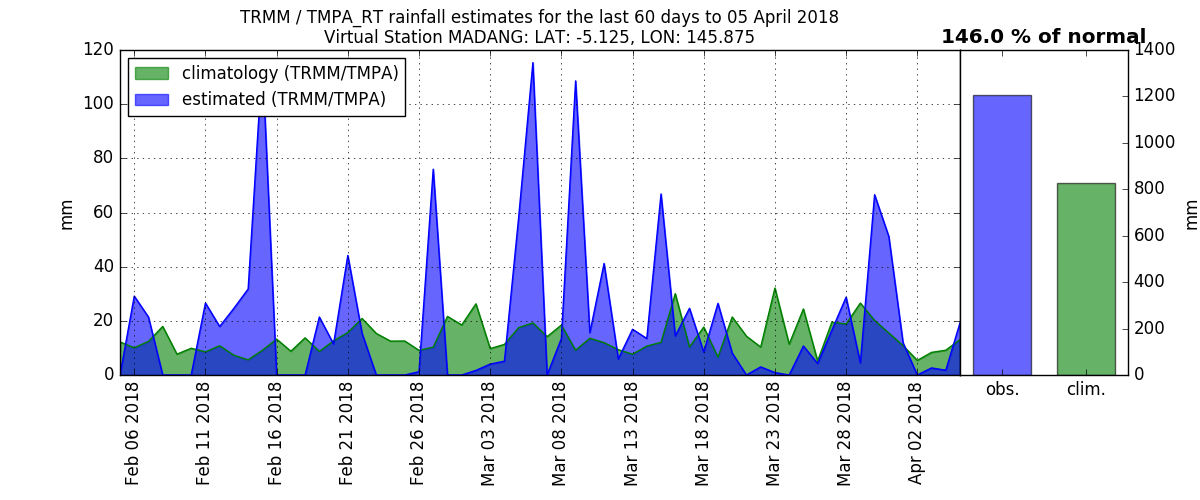 TRMM / TMPA_RT rainfall estimates for the last 60 days to 05 April 2018
Virtual Station MADANG: LAT: -5.125, LON: 145.875
146.0 % of normal
climatology (TRMM/TMPA)
estimated (TRMM/TMPA)
mm
120
100
80
60
40
20
0
Feb 06 2018
Feb 11 2018
Feb 16 2018
Feb 21 2018
Feb 26 2018
Mar 03 2018
Mar 08 2018
Mar 13 2018
Mar 18 2018
Mar 23 2018
Mar 28 2018
Apr 02 2018
1400
1200
1000
800
600
400
200
0
mm
obs.
clim.